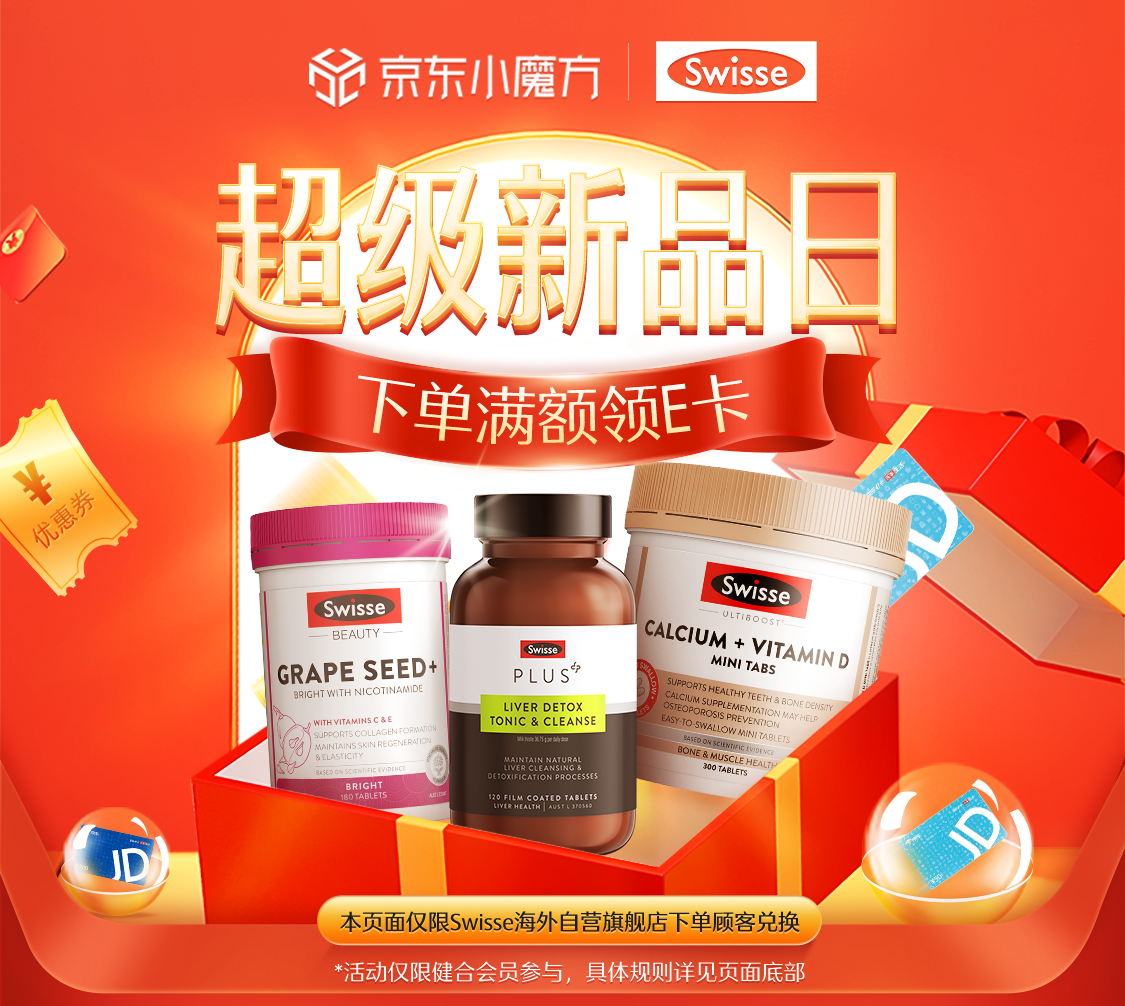 京东小魔方
Swisse
超级新品日
下单满额领E卡
¥
优惠券
JD
Swisse
BEAUTY
GRAPE SEED+
BRIGHT WITH NICOTINAMIDE
WITH VITAMINS C & E
SUPPORTS COLLAGEN FORMATION
MAINTAINS SKIN REGENERATION
& ELASTICITY
BASED ON SCIENTIFIC EVIDENCE
BRIGHT
180 TABLETS
Swisse
PLUS
LIVER DETOX
TONIC & CLEANSE
MAINTAIN NATURAL
LIVER CLEANSING &
DETOXIFICATION PROCESSES
120 FILM COATED TABLETS
LIVER HEALTH | AUST L 370560
Swisse
ULTIBOOST
CALCIUM + VITAMIN D
MINI TABS
SUPPORTS HEALTHY TEETH & BONE DENSITY
CALCIUM SUPPLEMENTATION MAY HELP
OSTEOPOROSIS PREVENTION
EASY-TO-SWALLOW MINI TABLETS
BASED ON SCIENTIFIC EVIDENCE
BONE & MUSCLE HEALTH
300 TABLETS
JD
JD
本页面仅限Swisse海外自营旗舰店下单顾客兑换
*活动仅限健合会员参与，具体规则详见页面底部